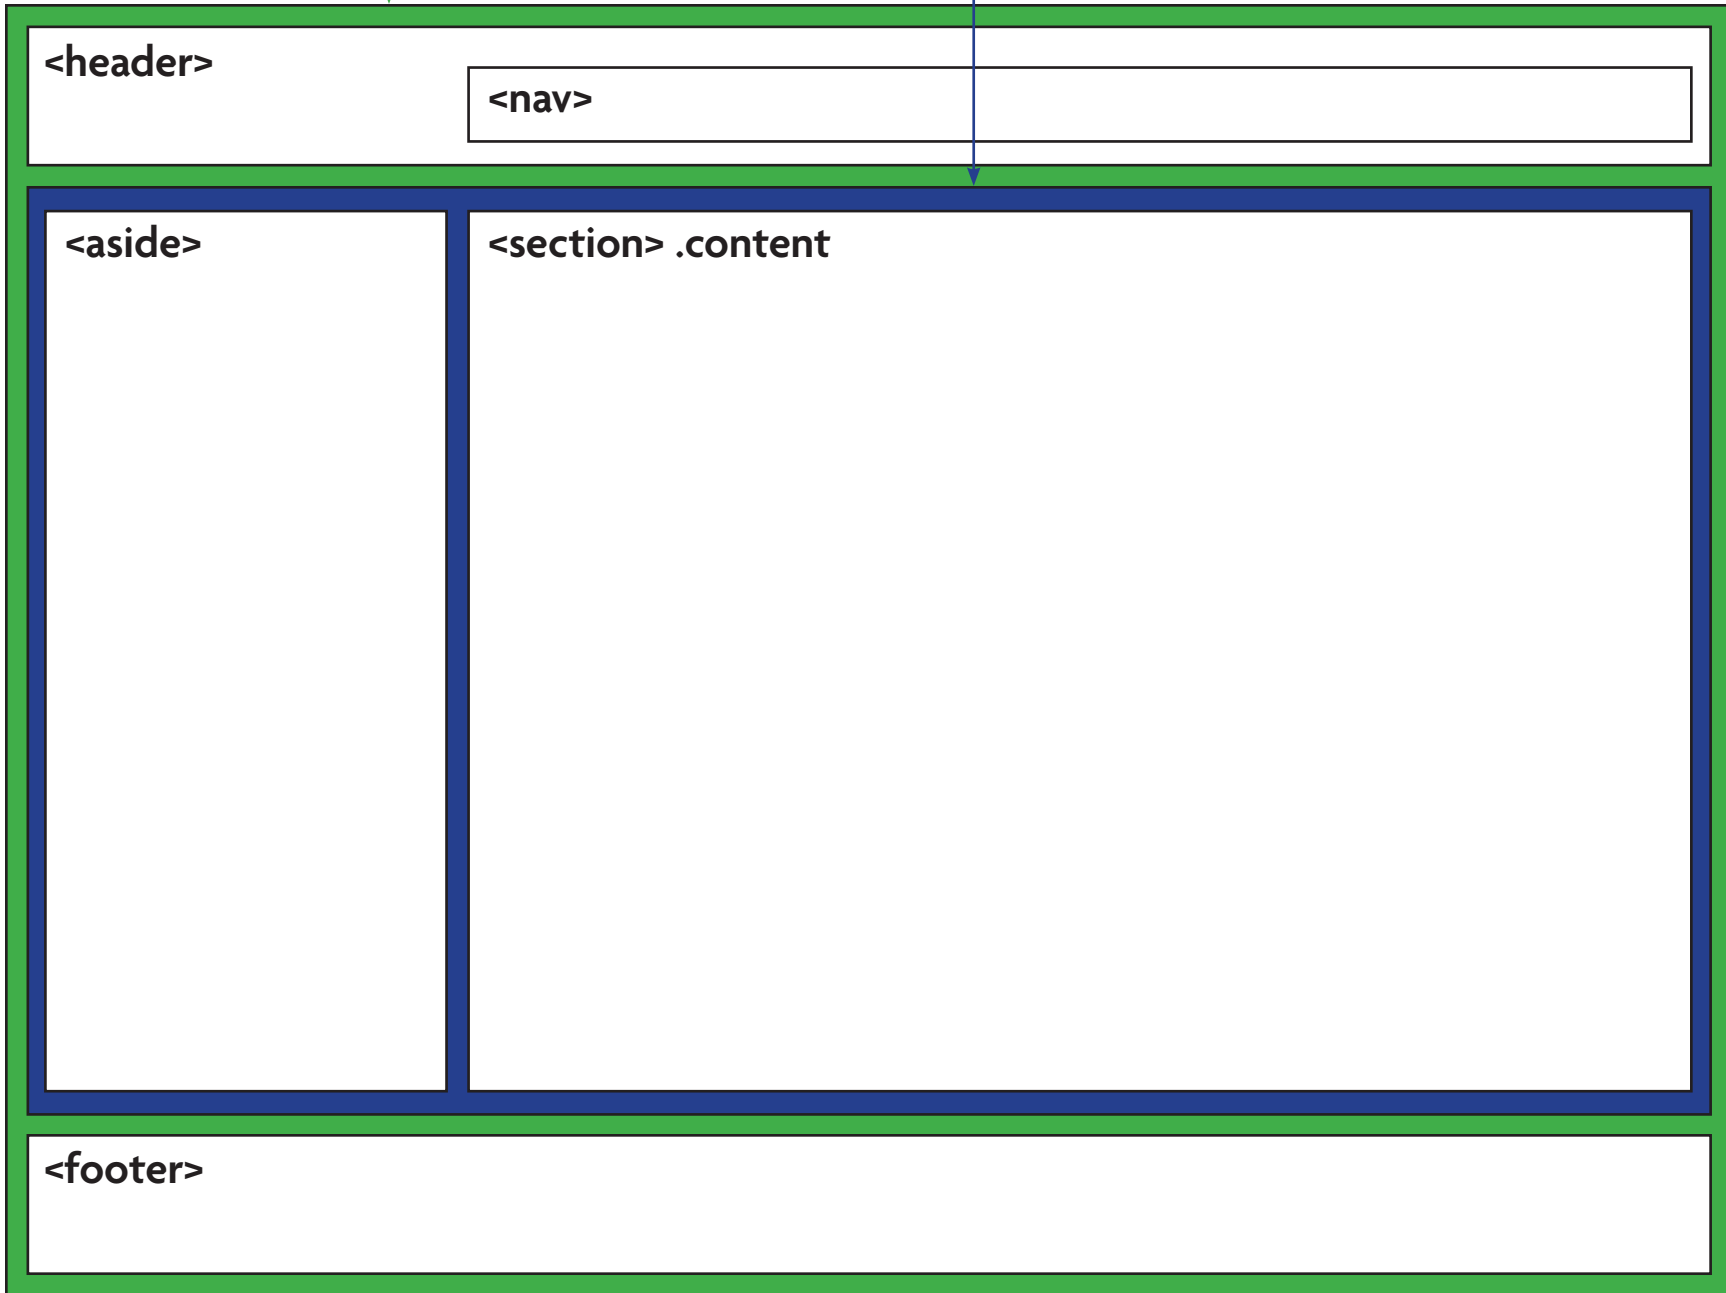 <header>
<nav>
<aside>
<section> .content
<footer>